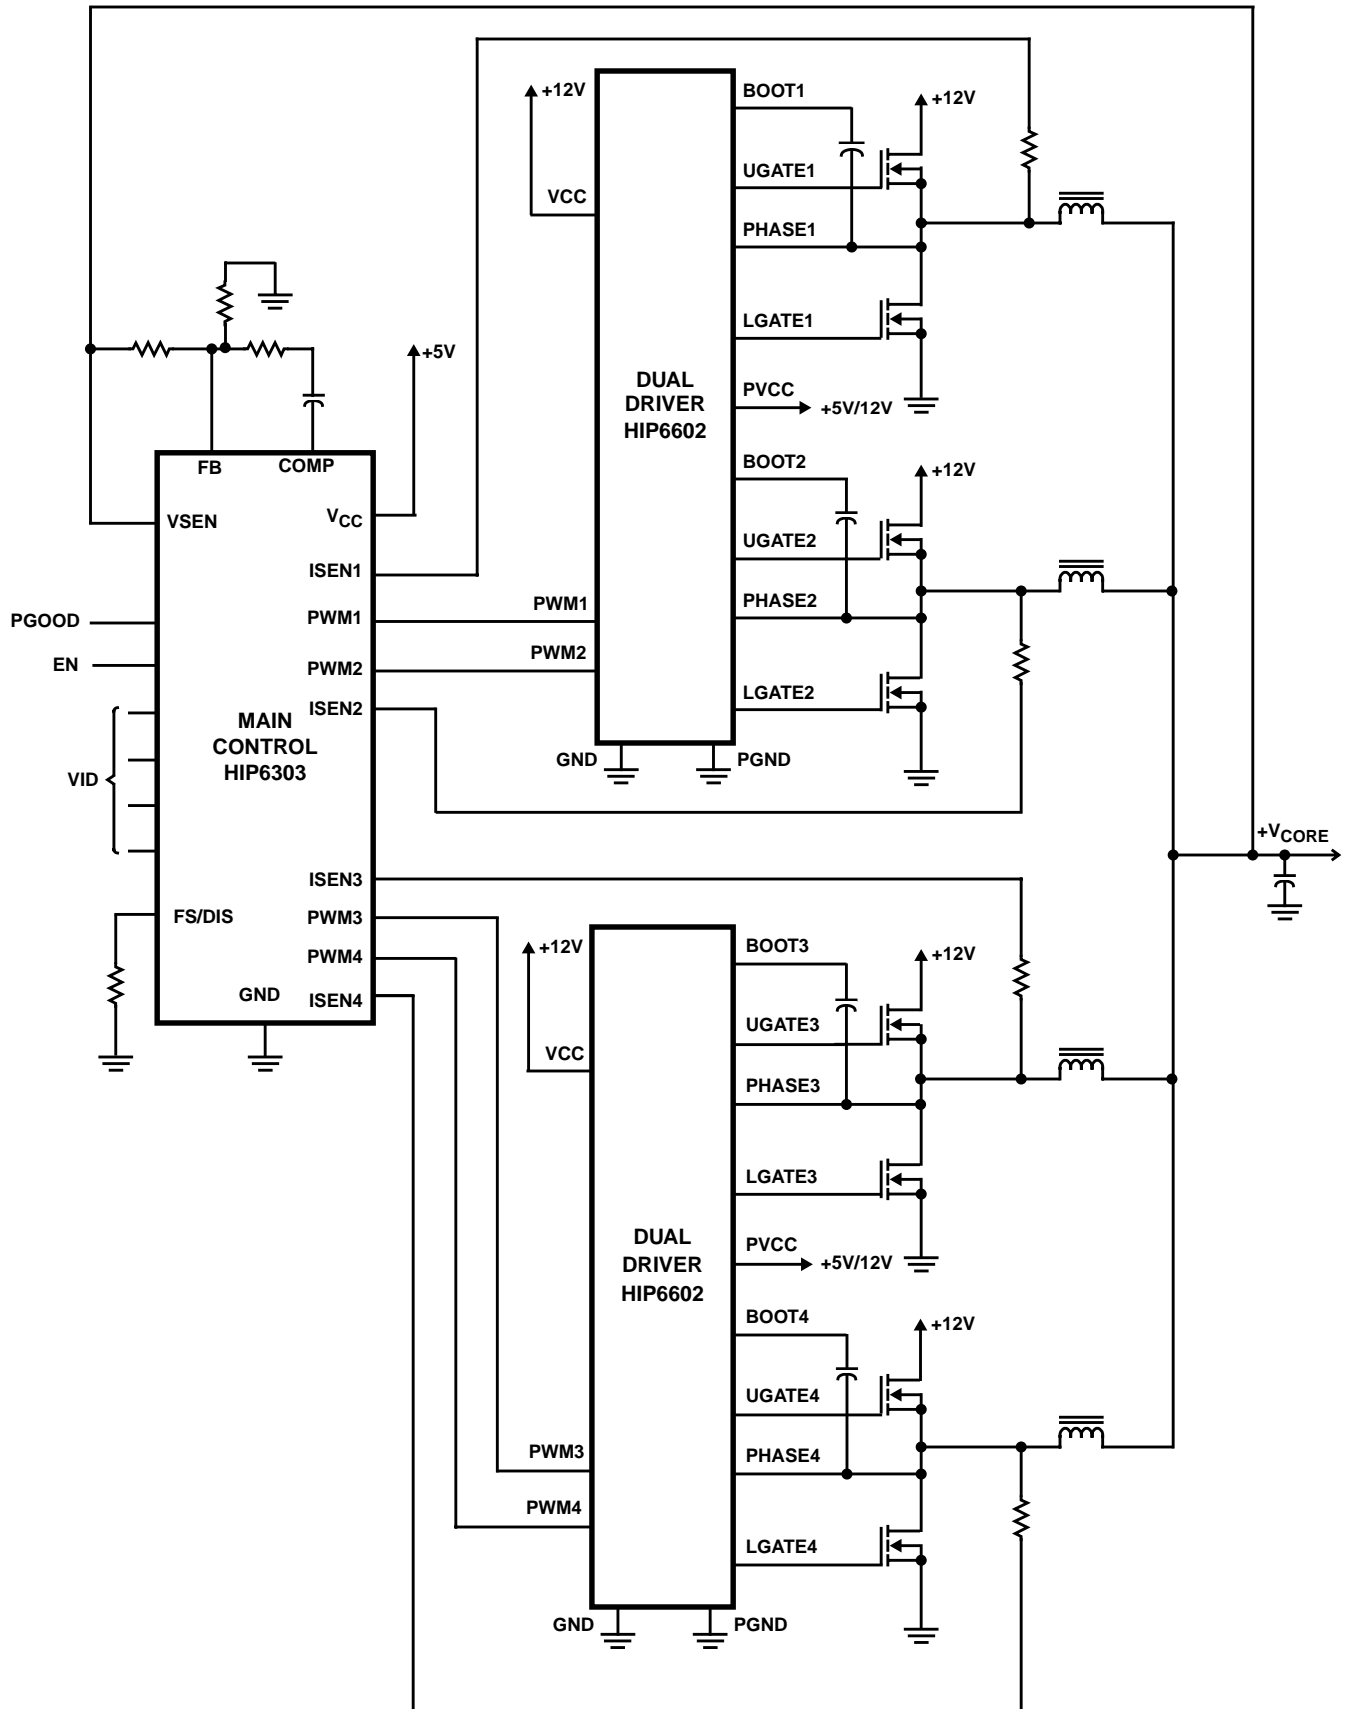 +12V
BOOT1
+12V
UGATE1
VCC
PHASE1
LGATE1
+5V
DUAL
DRIVER
HIP6602
PVCC
+5V/12V
BOOT2
+12V
FB
COMP
VSEN
VCC
UGATE2
ISEN1
PHASE2
PWM1
PWM1
PGOOD
PWM2
PWM2
EN
LGATE2
ISEN2
MAIN
CONTROL
HIP6303
GND
PGND
VID
+VCORE
ISEN3
FS/DIS
PWM3
PWM4
GND
ISEN4
+12V
BOOT3
+12V
UGATE3
VCC
PHASE3
LGATE3
DUAL
DRIVER
HIP6602
PVCC
+5V/12V
BOOT4
+12V
UGATE4
PWM3
PHASE4
PWM4
LGATE4
GND
PGND